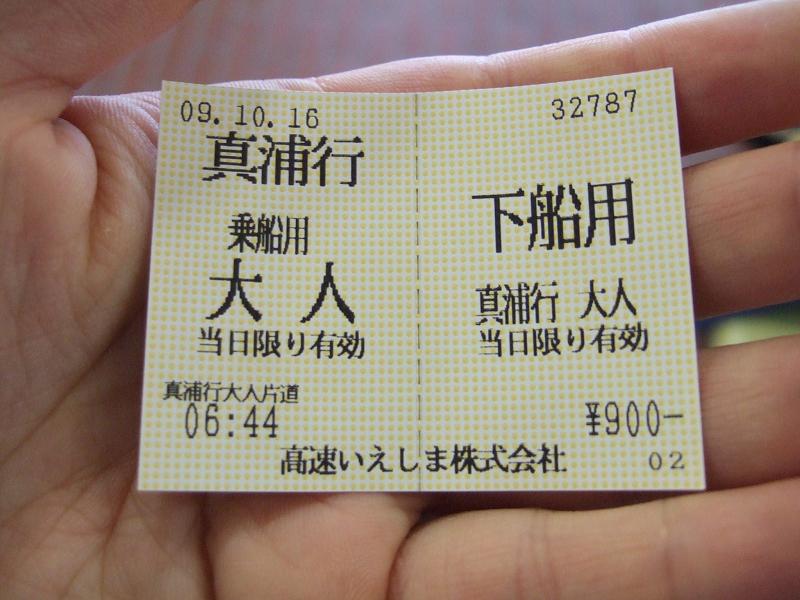 09.10.16
真浦行
乗船用
大人
当日限り有効
真浦行大人片道
06:44
32787
下船用
真浦行 大人
当日限り有効
¥900-
高速いえしま株式会社
02